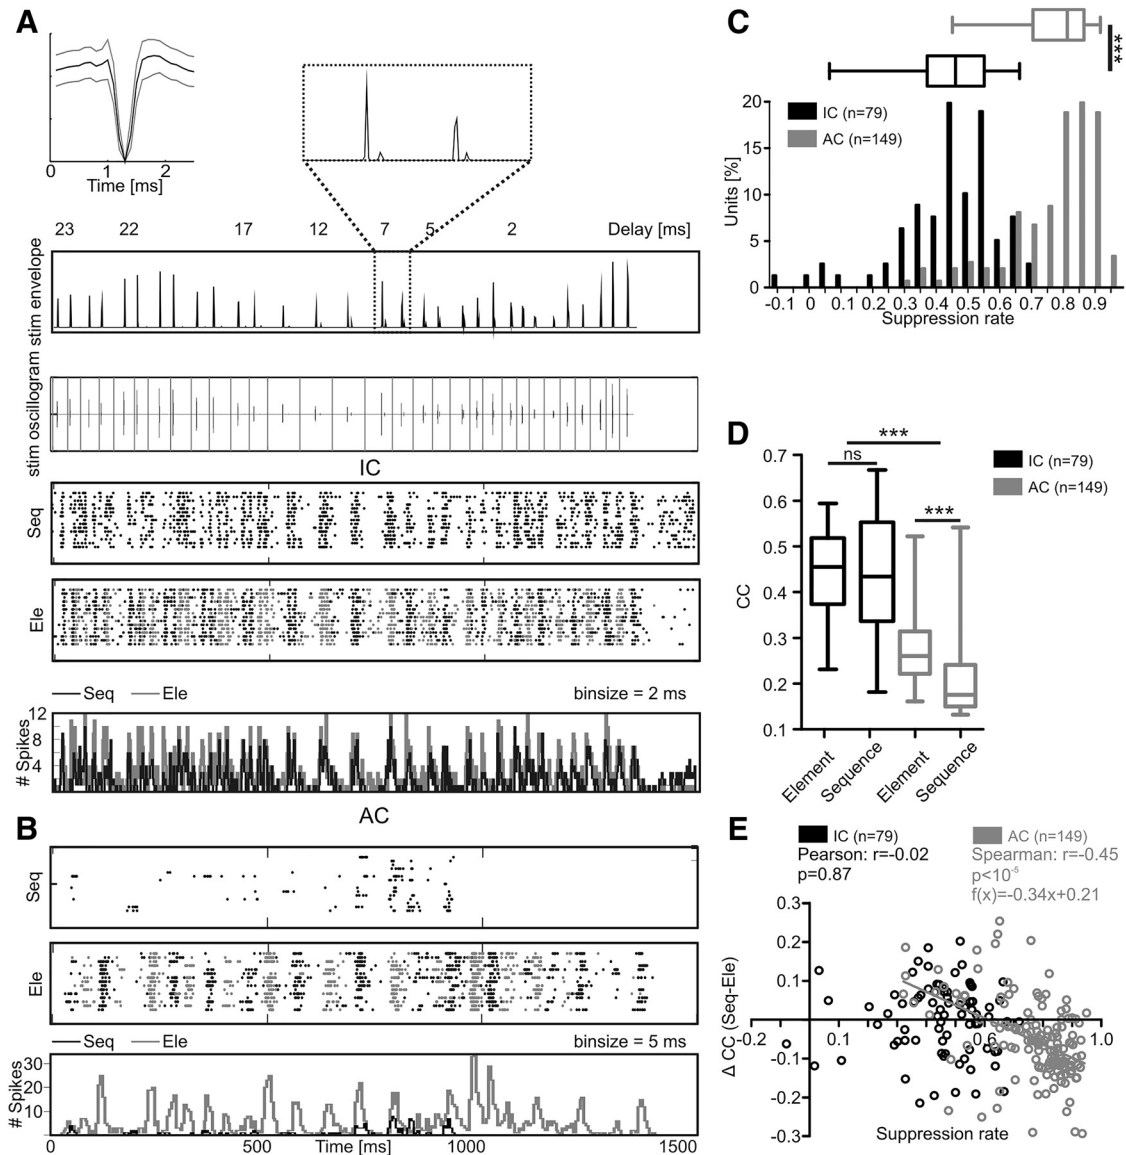 A
0 1 2
Time [ms]
23 22 17 12 7 5 2 Delay [ms]
stim envelope
stim oscillogram
IC
Seq
Ele
Seq Ele binsize = 2 ms
12
8
4
# Spikes
AC
B
Seq
Ele
Seq Ele binsize = 5 ms
30
20
10
# Spikes
0 500 1000 1500
Time [ms]
C
***
IC (n=79)
AC (n=149)
20
15
10
5
0
Units [%]
-0.1 0 0.1 0.2 0.3 0.4 0.5 0.6 0.7 0.8 0.9
Suppression rate
D
***
ns
***
IC (n=79)
AC (n=149)
0.7
0.6
0.5
0.4
0.3
0.2
0.1
CC
Element Sequence Element Sequence
E
IC (n=79)
Pearson: r=-0.02
p=0.87
AC (n=149)
Spearman: r=-0.45
p<10⁻⁵
f(x)=-0.34x+0.21
0.3
0.2
0.1
-0.1
-0.2
-0.3
Δ CC (Seq-Ele)
-0.2 0.1 0.6 1.0
Suppression rate